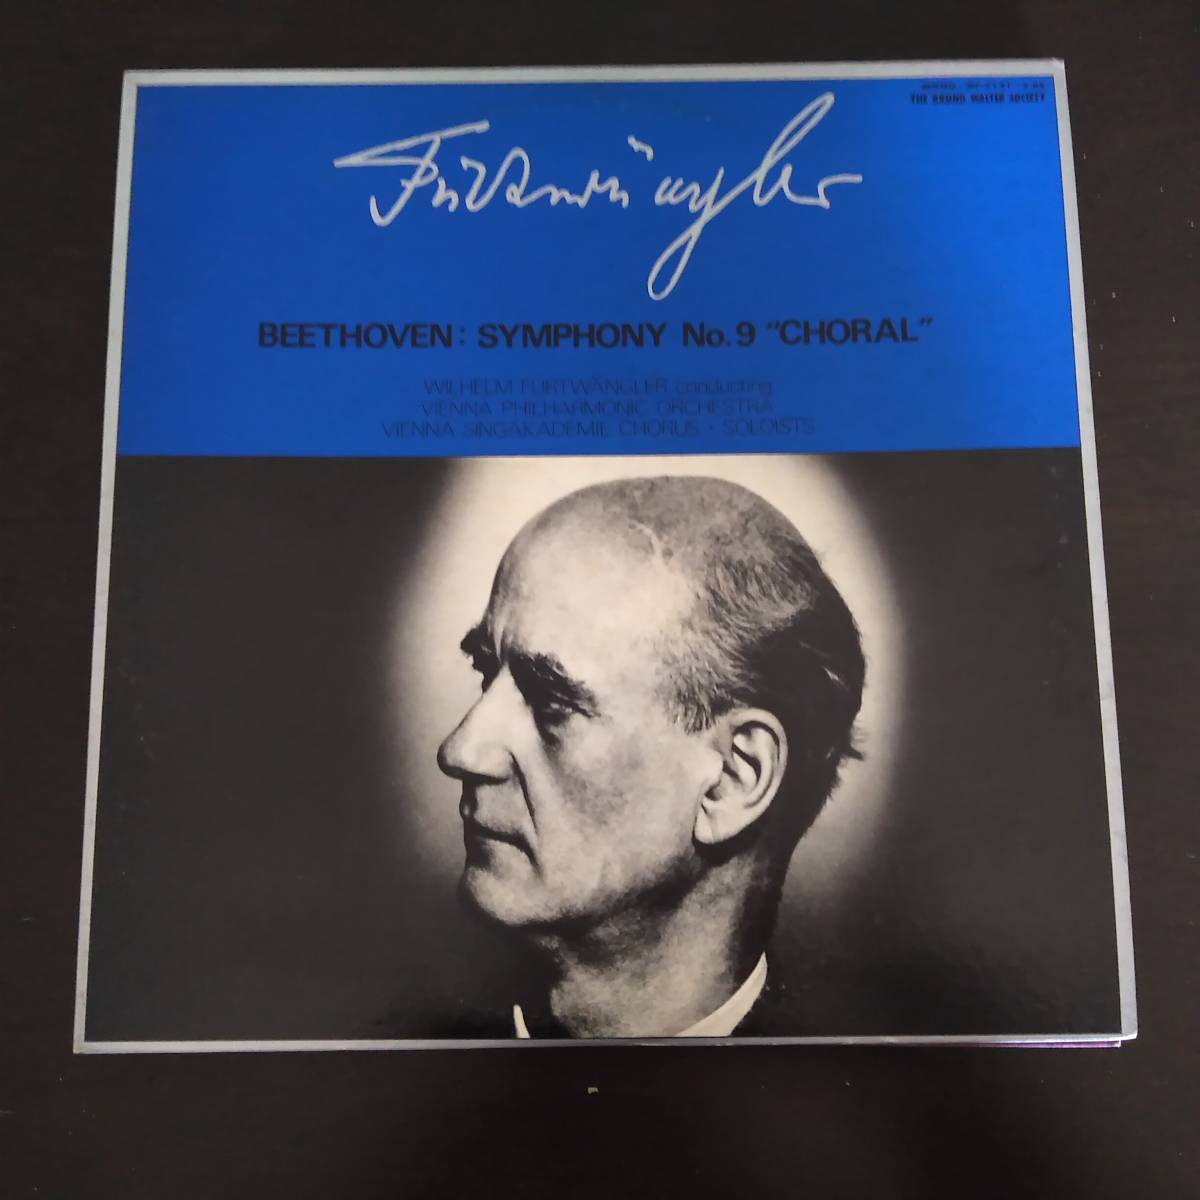 THE BRUNO WALTER SOCIETY
Furtwängler
BEETHOVEN: SYMPHONY No.9 "CHORAL"
WILHELM FURTWÄNGLER conducting
VIENNA PHILHARMONIC ORCHESTRA
VIENNA SINGAKADEMIE CHORUS · SOLOISTS